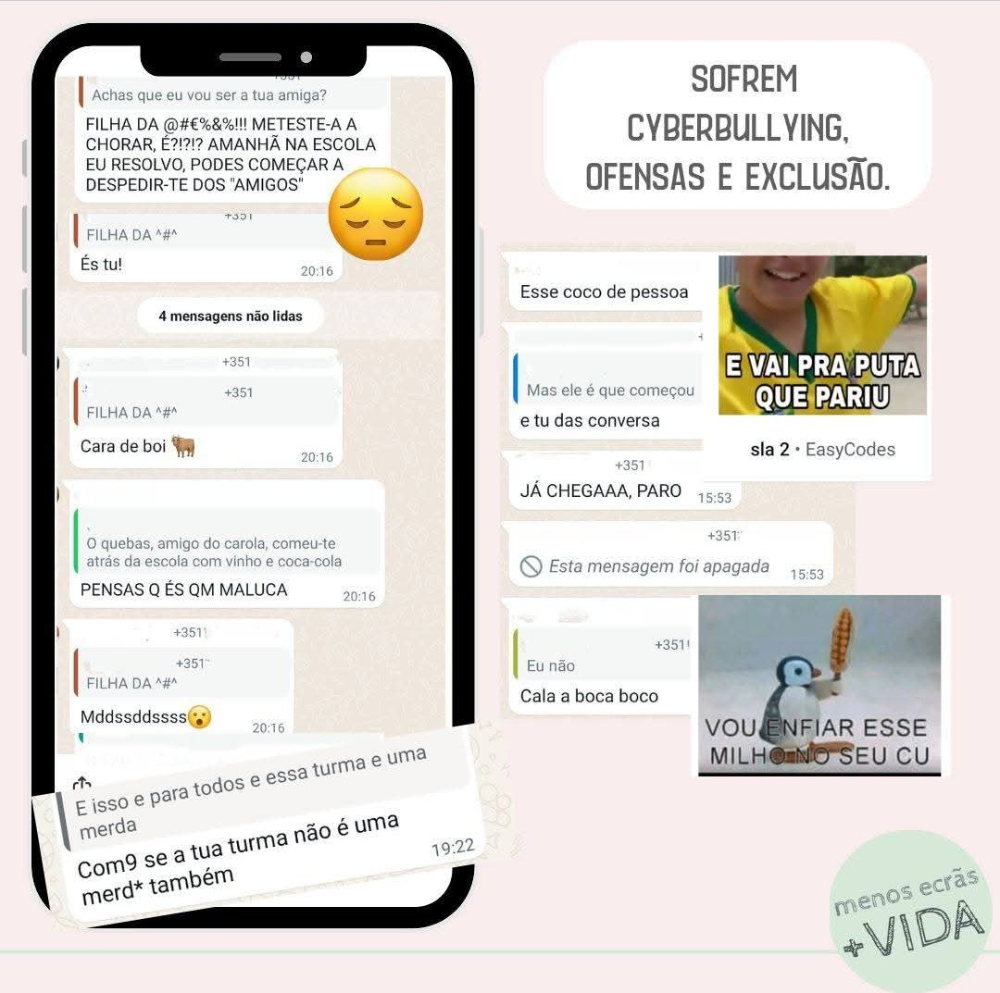 +351
Achas que eu vou ser a tua amiga?
FILHA DA @#€%&%!!! METESTE-A A
CHORAR, É?!?!? AMANHÃ NA ESCOLA
EU RESOLVO, PODES COMEÇAR A
DESPEDIR-TE DOS "AMIGOS"
+351
FILHA DA ^#^
És tu!
20:16
4 mensagens não lidas
+351
+351
FILHA DA ^#^
Cara de boi 🐂
20:16
O quebas, amigo do carola, comeu-te
atrás da escola com vinho e coca-cola
PENSAS Q ÉS QM MALUCA
20:16
+351
+351
FILHA DA ^#^
Mddssddssss😮
20:16
E isso e para todos e essa turma e uma
merda
Com9 se a tua turma não é uma
merd* também
19:22
SOFREM
CYBERBULLYING,
OFENSAS E EXCLUSÃO.
Esse coco de pessoa
Mas ele é que começou
e tu das conversa
+351
JÁ CHEGAAA, PARO
15:53
+351
Esta mensagem foi apagada
15:53
+351
Eu não
Cala a boca boco
E VAI PRA PUTA
QUE PARIU
sla 2 • EasyCodes
VOU ENFIAR ESSE
MILHO NO SEU CU
menos ecrãs
+VIDA